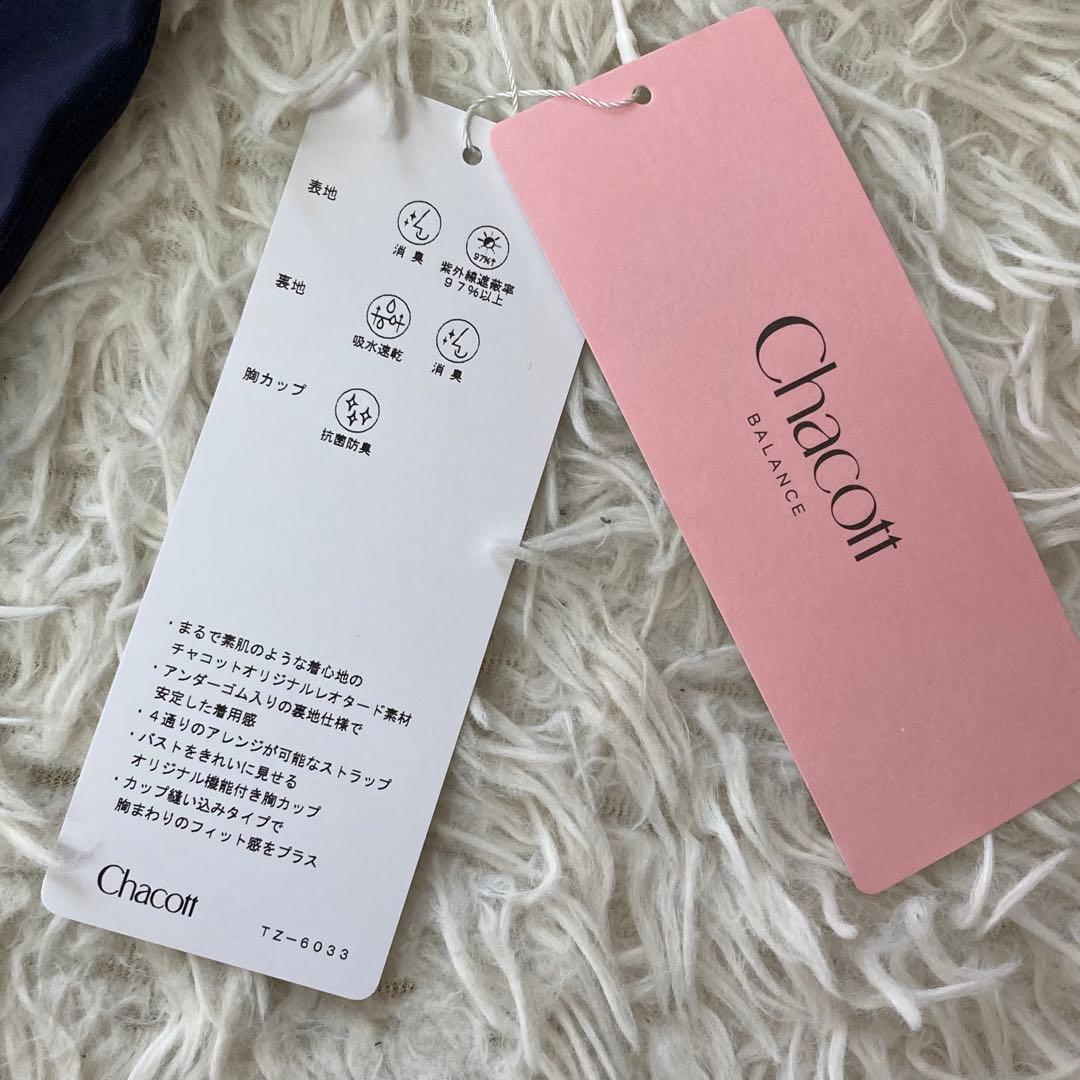 表地
消臭
97%↑
紫外線遮蔽率
97%以上
裏地
吸水速乾
消臭
胸カップ
抗菌防臭
・まるで素肌のような着心地の
チャコットオリジナルレオタード素材
・アンダーゴム入りの裏地仕様で
安定した着用感
・4通りのアレンジが可能なストラップ
・バストをきれいに見せる
オリジナル機能付き胸カップ
・カップ縫い込みタイプで
胸まわりのフィット感をプラス
Chacott
TZ-6033
Chacott
BALANCE